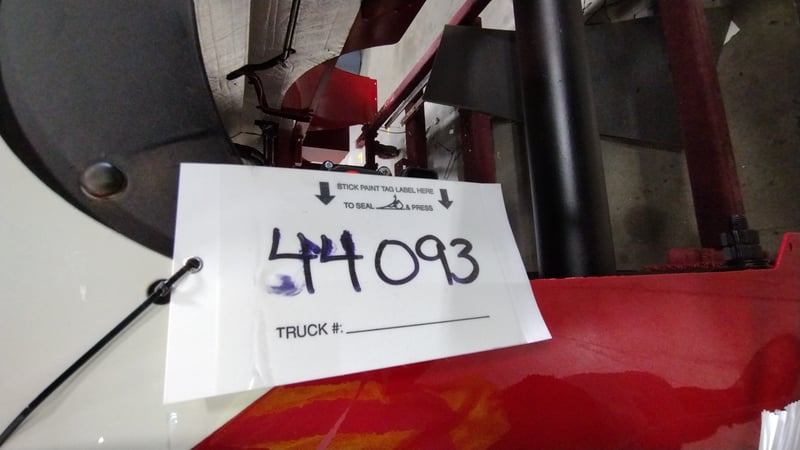 STICK PAINT TAG LABEL HERE
TO SEAL & PRESS
44093
TRUCK #: